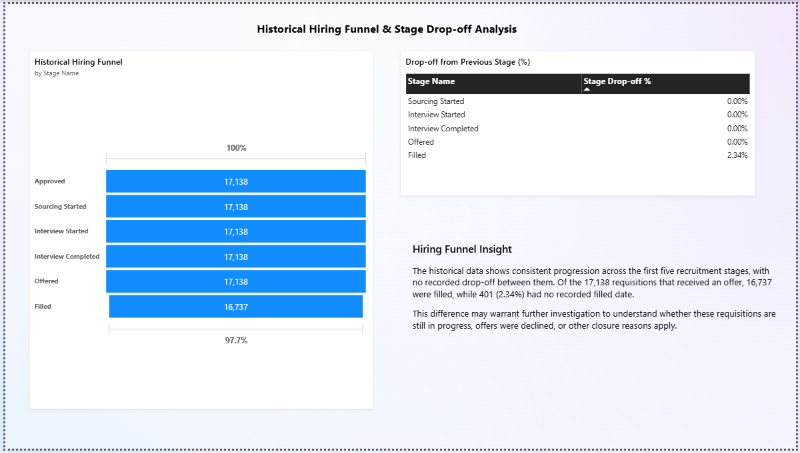 Historical Hiring Funnel & Stage Drop-off Analysis
Historical Hiring Funnel
by Stage Name
100%
Approved 17,138
Sourcing Started 17,138
Interview Started 17,138
Interview Completed 17,138
Offered 17,138
Filled 16,737
97.7%
Drop-off from Previous Stage (%)
Stage Name Stage Drop-off %
Sourcing Started 0.00%
Interview Started 0.00%
Interview Completed 0.00%
Offered 0.00%
Filled 2.34%
Hiring Funnel Insight
The historical data shows consistent progression across the first five recruitment stages, with
no recorded drop-off between them. Of the 17,138 requisitions that received an offer, 16,737
were filled, while 401 (2.34%) had no recorded filled date.
This difference may warrant further investigation to understand whether these requisitions are
still in progress, offers were declined, or other closure reasons apply.